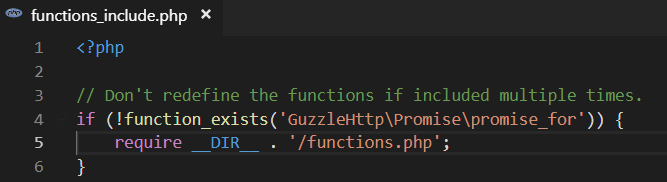 php functions_include.php ×
1 <?php
2
3 // Don't redefine the functions if included multiple times.
4 if (!function_exists('GuzzleHttp\Promise\promise_for')) {
5     require __DIR__ . '/functions.php';
6 }